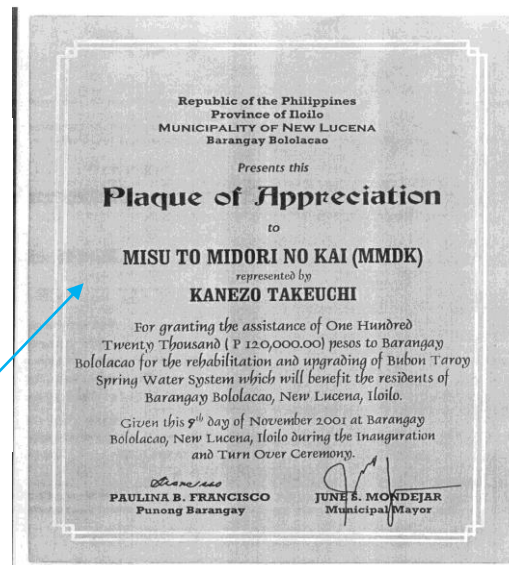 Republic of the Philippines
Province of Iloilo
MUNICIPALITY OF NEW LUCENA
Barangay Bololacao
Presents this
Plaque of Appreciation
to
MISU TO MIDORI NO KAI (MMDK)
represented by
KANEZO TAKEUCHI
For granting the assistance of One Hundred
Twenty Thousand ( P 120,000.00) pesos to Barangay
Bololacao for the rehabilitation and upgrading of Bubon Taroy
Spring Water System which will benefit the residents of
Barangay Bololacao, New Lucena, Iloilo.
Given this 9th day of November 2001 at Barangay
Bololacao, New Lucena, Iloilo during the Inauguration
and Turn Over Ceremony.
PAULINA B. FRANCISCO JUNE S. MONDEJAR
Punong Barangay Municipal Mayor